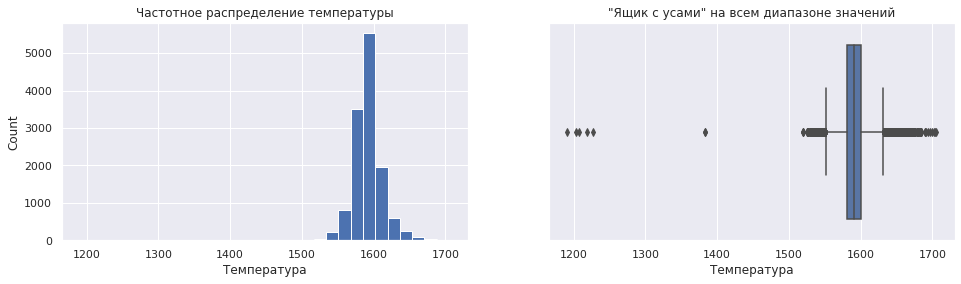 Частотное распределение температуры
Count
5000
4000
3000
2000
1000
0
1200 1300 1400 1500 1600 1700
Температура
"Ящик с усами" на всем диапазоне значений
1200 1300 1400 1500 1600 1700
Температура